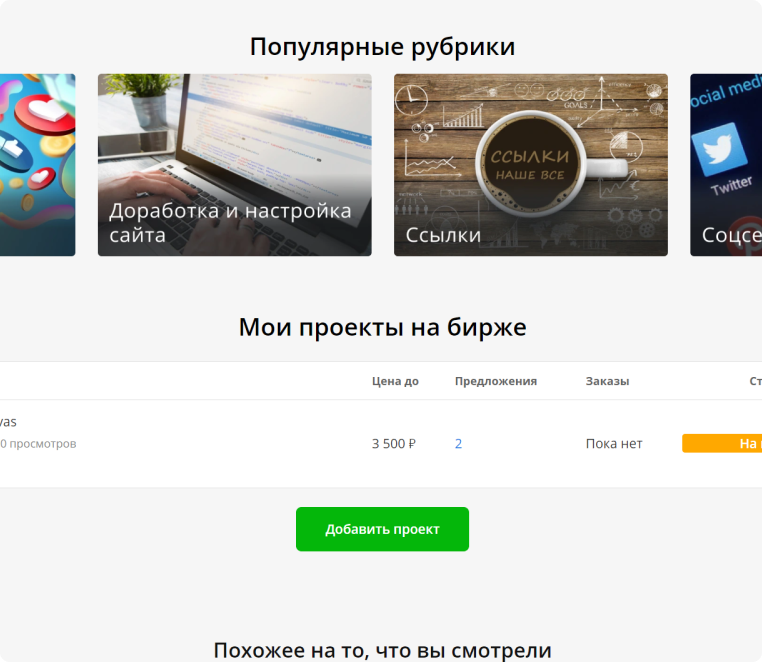 Популярные рубрики
Доработка и настройка
сайта
GOALS
ССЫЛКИ
НАШЕ ВСЕ
Ссылки
social med
Twitter
Соцсе
Мои проекты на бирже
Цена до
Предложения
Заказы
Ст
vas
0 просмотров
3 500 ₽
2
Пока нет
На
Добавить проект
Похожее на то, что вы смотрели